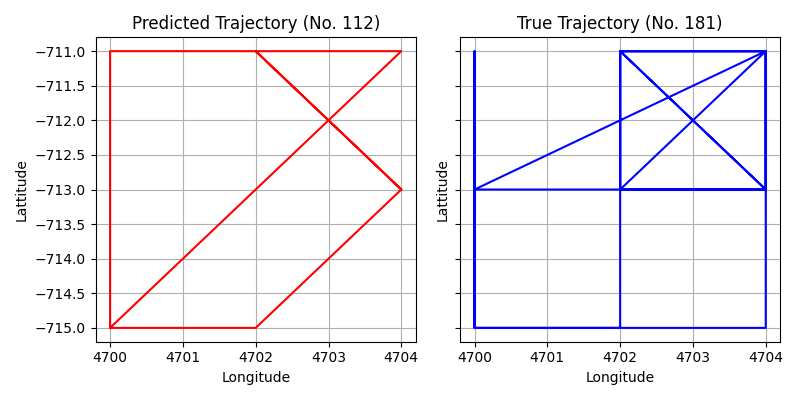 Predicted Trajectory (No. 112)
True Trajectory (No. 181)
Lattitude
−711.0
−711.5
−712.0
−712.5
−713.0
−713.5
−714.0
−714.5
−715.0
4700 4701 4702 4703 4704
Longitude
Lattitude
4700 4701 4702 4703 4704
Longitude